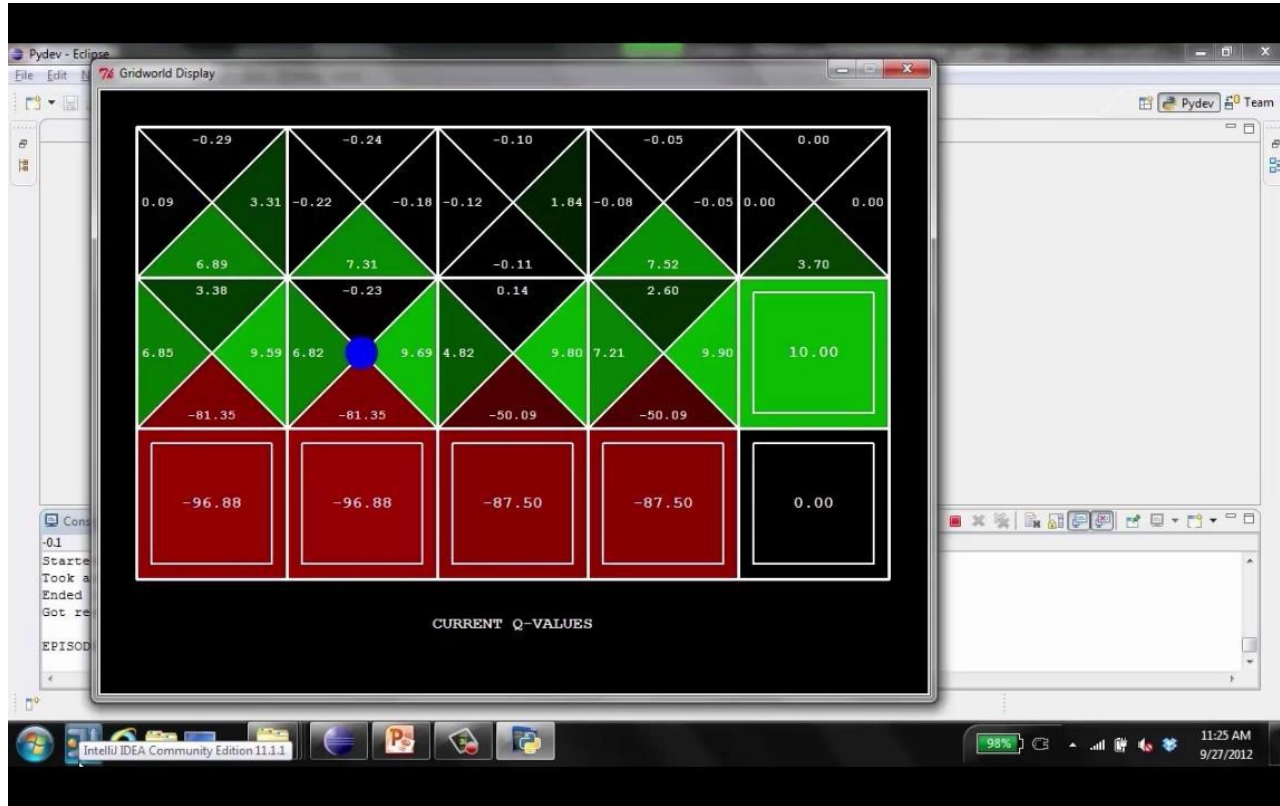 Pydev - Eclipse
File Edit N
Gridworld Display
Pydev Team
-0.29 -0.24 -0.10 -0.05 0.00
0.09 3.31 -0.22 -0.18 -0.12 1.84 -0.08 -0.05 0.00 0.00
6.89 7.31 -0.11 7.52 3.70
3.38 -0.23 0.14 2.60
6.85 9.59 6.82 9.69 4.82 9.80 7.21 9.90 10.00
-81.35 -81.35 -50.09 -50.09
-96.88 -96.88 -87.50 -87.50 0.00
Cons
-0.1
Starte
Took a
Ended
Got re
EPISOD
CURRENT Q-VALUES
IntelliJ IDEA Community Edition 11.1.1
98%
11:25 AM
9/27/2012